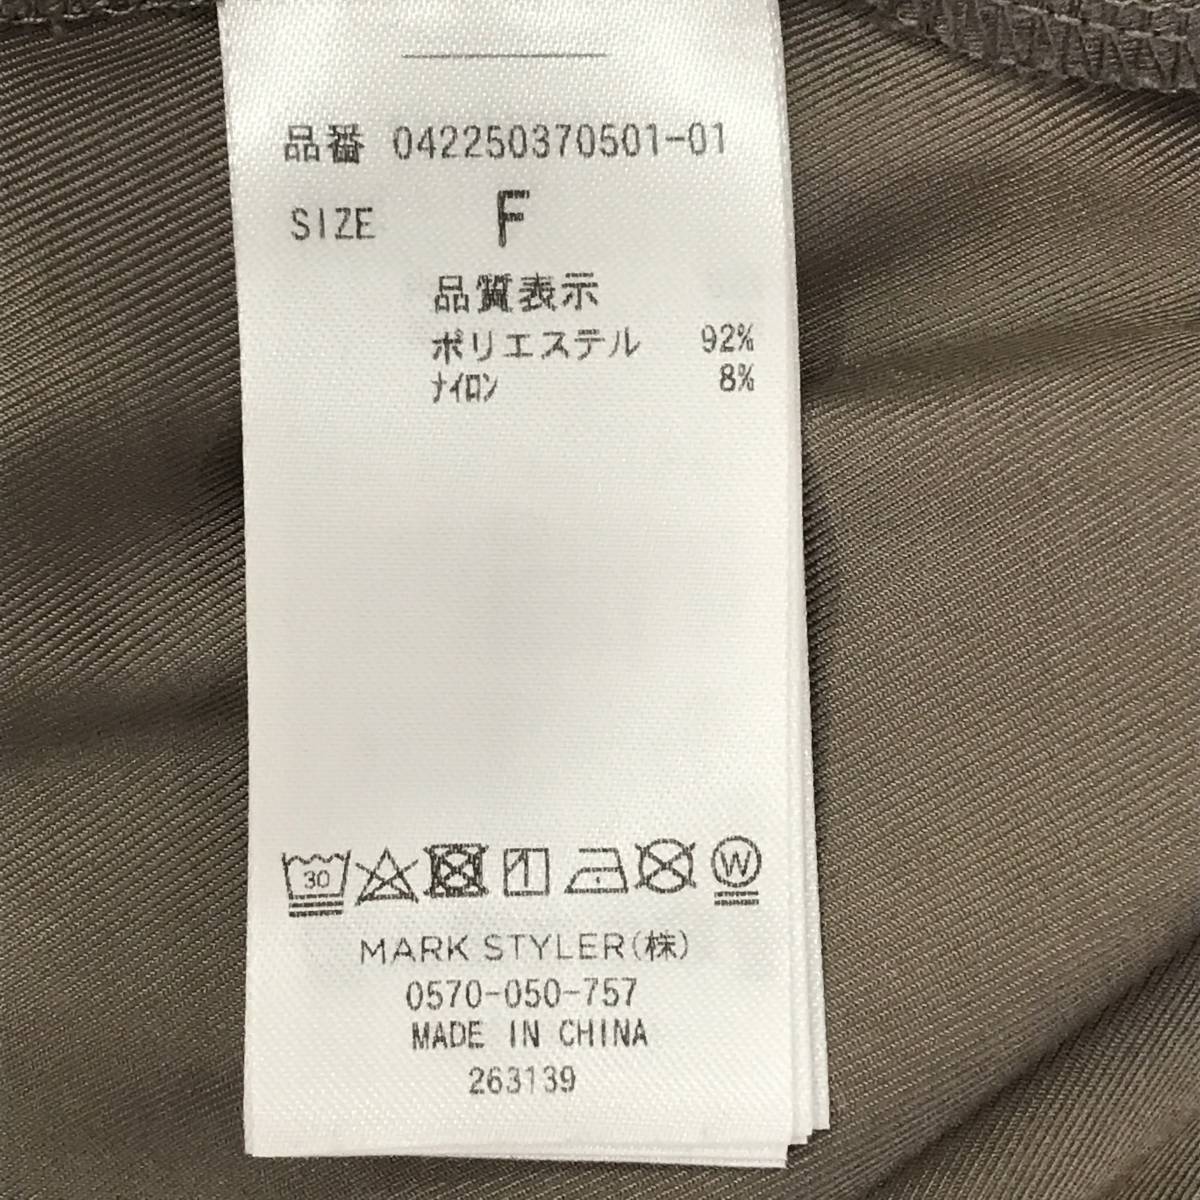 品番 042250370501-01
SIZE F
品質表示
ポリエステル 92%
ﾅｲﾛﾝ 8%
30 W
MARK STYLER(株)
0570-050-757
MADE IN CHINA
263139